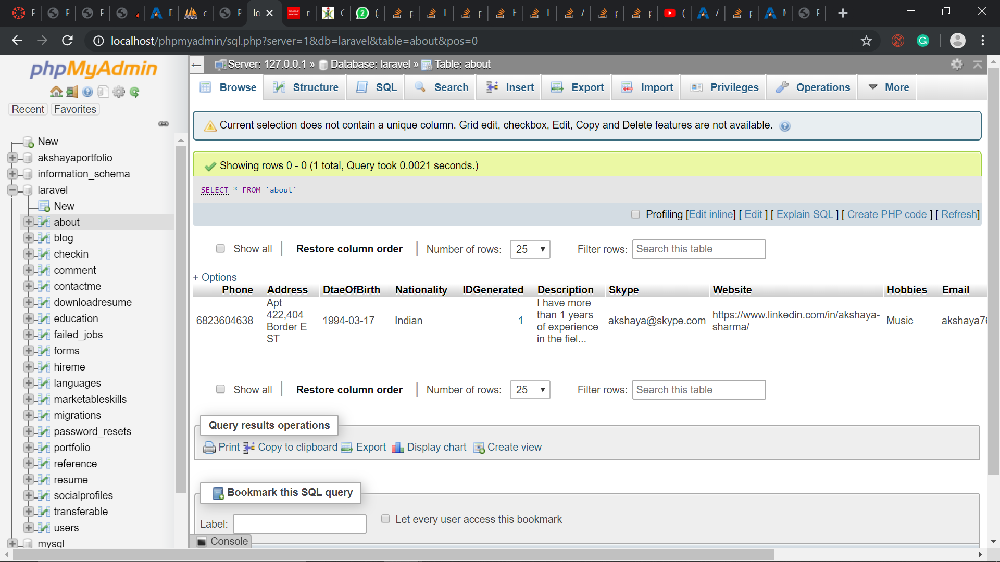 localhost/phpmyadmin/sql.php?server=1&db=laravel&table=about&pos=0
phpMyAdmin
Recent Favorites
New
akshayaportfolio
information_schema
laravel
New
about
blog
checkin
comment
contactme
downloadresume
education
failed_jobs
forms
hireme
languages
marketableskills
migrations
password_resets
portfolio
reference
resume
socialprofiles
transferable
users
mysql
Server: 127.0.0.1 » Database: laravel » Table: about
Browse Structure SQL Search Insert Export Import Privileges Operations More
Current selection does not contain a unique column. Grid edit, checkbox, Edit, Copy and Delete features are not available.
Showing rows 0 - 0 (1 total, Query took 0.0021 seconds.)
SELECT * FROM `about`
Profiling [Edit inline] [ Edit ] [ Explain SQL ] [ Create PHP code ] [ Refresh]
Show all Restore column order Number of rows: 25 Filter rows: Search this table
+ Options
Phone Address DtaeOfBirth Nationality IDGenerated Description Skype Website Hobbies Email
6823604638 Apt 422,404 Border E ST 1994-03-17 Indian 1 I have more than 1 years of experience in the fiel... akshaya@skype.com https://www.linkedin.com/in/akshaya-sharma/ Music
Show all Restore column order Number of rows: 25 Filter rows: Search this table
Query results operations
Print Copy to clipboard Export Display chart Create view
Bookmark this SQL query
Label: Let every user access this bookmark
Console